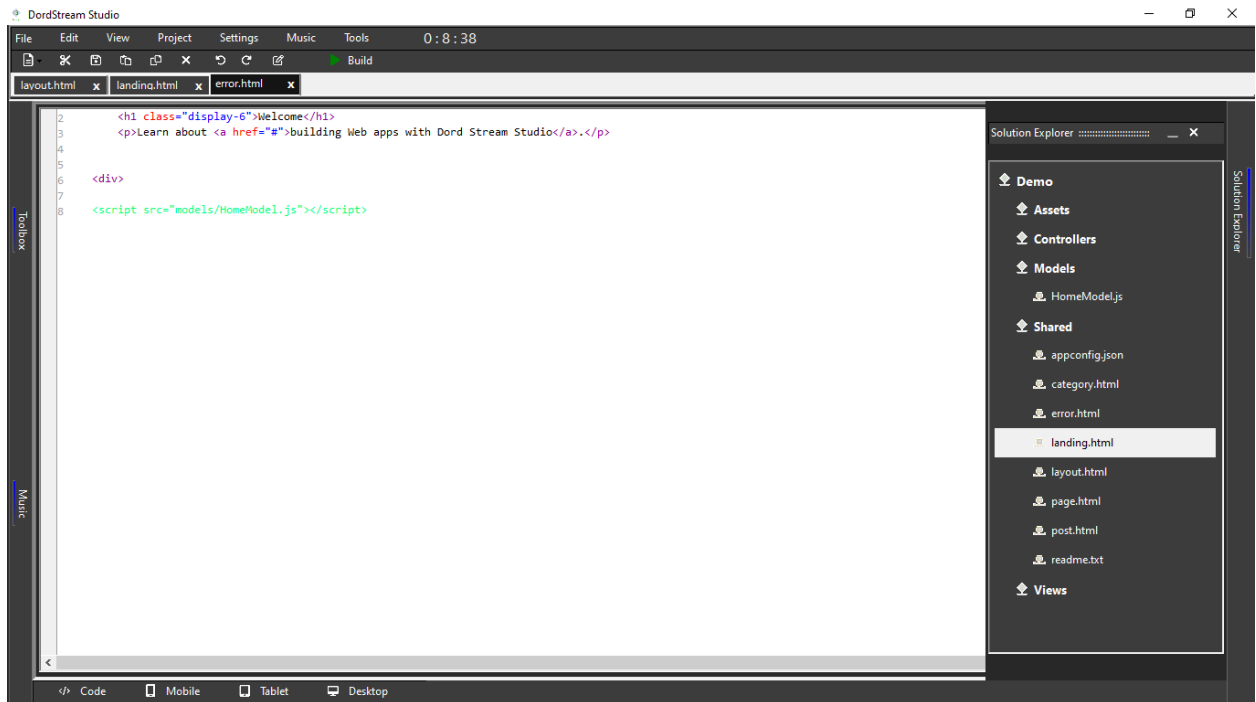 DordStream Studio
File Edit View Project Settings Music Tools 0:8:38
Build
layout.html x landing.html x error.html x
2 <h1 class="display-6">Welcome</h1>
3 <p>Learn about <a href="#">building Web apps with Dord Stream Studio</a>.</p>
4
5
6 <div>
7
8 <script src="models/HomeModel.js"></script>
Toolbox
Music
Solution Explorer
Demo
Assets
Controllers
Models
HomeModel.js
Shared
appconfig.json
category.html
error.html
landing.html
layout.html
page.html
post.html
readme.txt
Views
Solution Explorer
</> Code Mobile Tablet Desktop